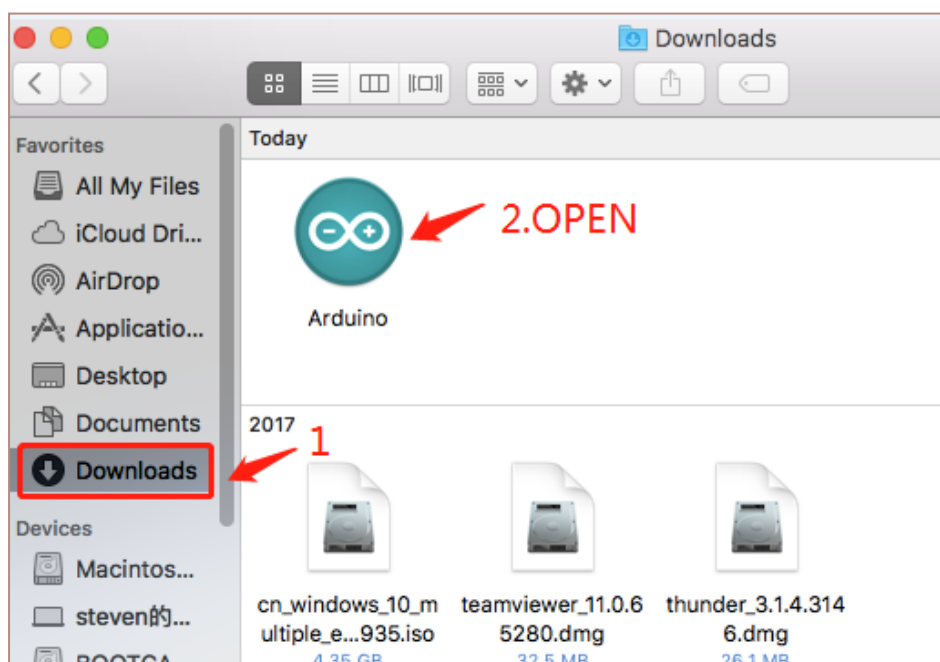 Downloads
Favorites
All My Files
iCloud Dri...
AirDrop
Applicatio...
Desktop
Documents
Downloads
Devices
Macintos...
steven的...
BOOTCA
Today
2.OPEN
Arduino
2017
1
cn_windows_10_m
ultiple_e...935.iso
4.35 GB
teamviewer_11.0.6
5280.dmg
32.5 MB
thunder_3.1.4.314
6.dmg
26.1 MB